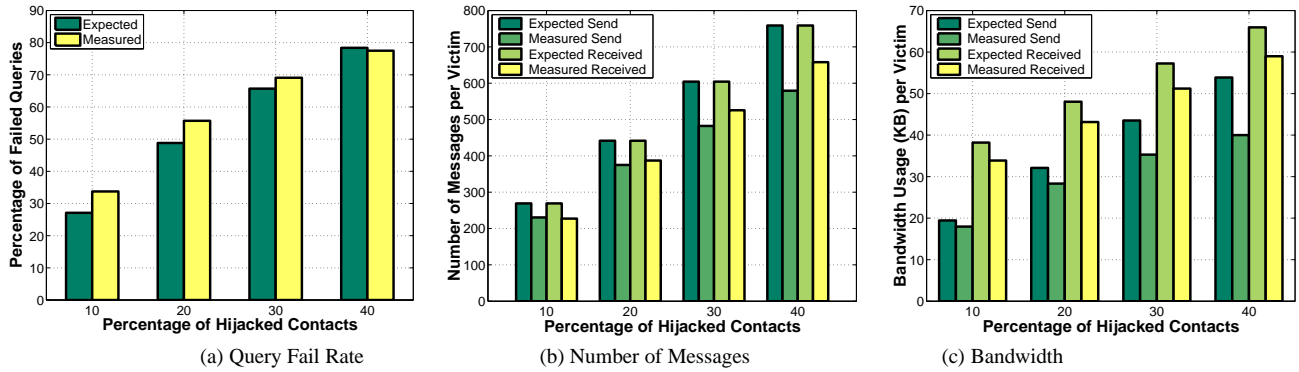 90
80
70
60
50
40
30
20
10
0
Percentage of Failed Queries
Expected
Measured
10 20 30 40
Percentage of Hijacked Contacts
(a) Query Fail Rate
800
700
600
500
400
300
200
100
0
Number of Messages per Victim
Expected Send
Measured Send
Expected Received
Measured Received
10 20 30 40
Percentage of Hijacked Contacts
(b) Number of Messages
70
60
50
40
30
20
10
0
Bandwidth Usage (KB) per Victim
Expected Send
Measured Send
Expected Received
Measured Received
10 20 30 40
Percentage of Hijacked Contacts
(c) Bandwidth